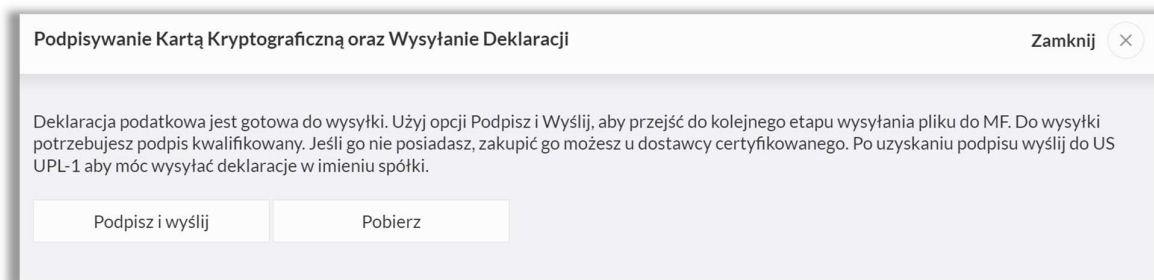 Podpisywanie Kartą Kryptograficzną oraz Wysyłanie Deklaracji
Zamknij
Deklaracja podatkowa jest gotowa do wysyłki. Użyj opcji Podpisz i Wyślij, aby przejść do kolejnego etapu wysyłania pliku do MF. Do wysyłki
potrzebujesz podpis kwalifikowany. Jeśli go nie posiadasz, zakupić go możesz u dostawcy certyfikowanego. Po uzyskaniu podpisu wyślij do US
UPL-1 aby móc wysyłać deklaracje w imieniu spółki.
Podpisz i wyślij
Pobierz